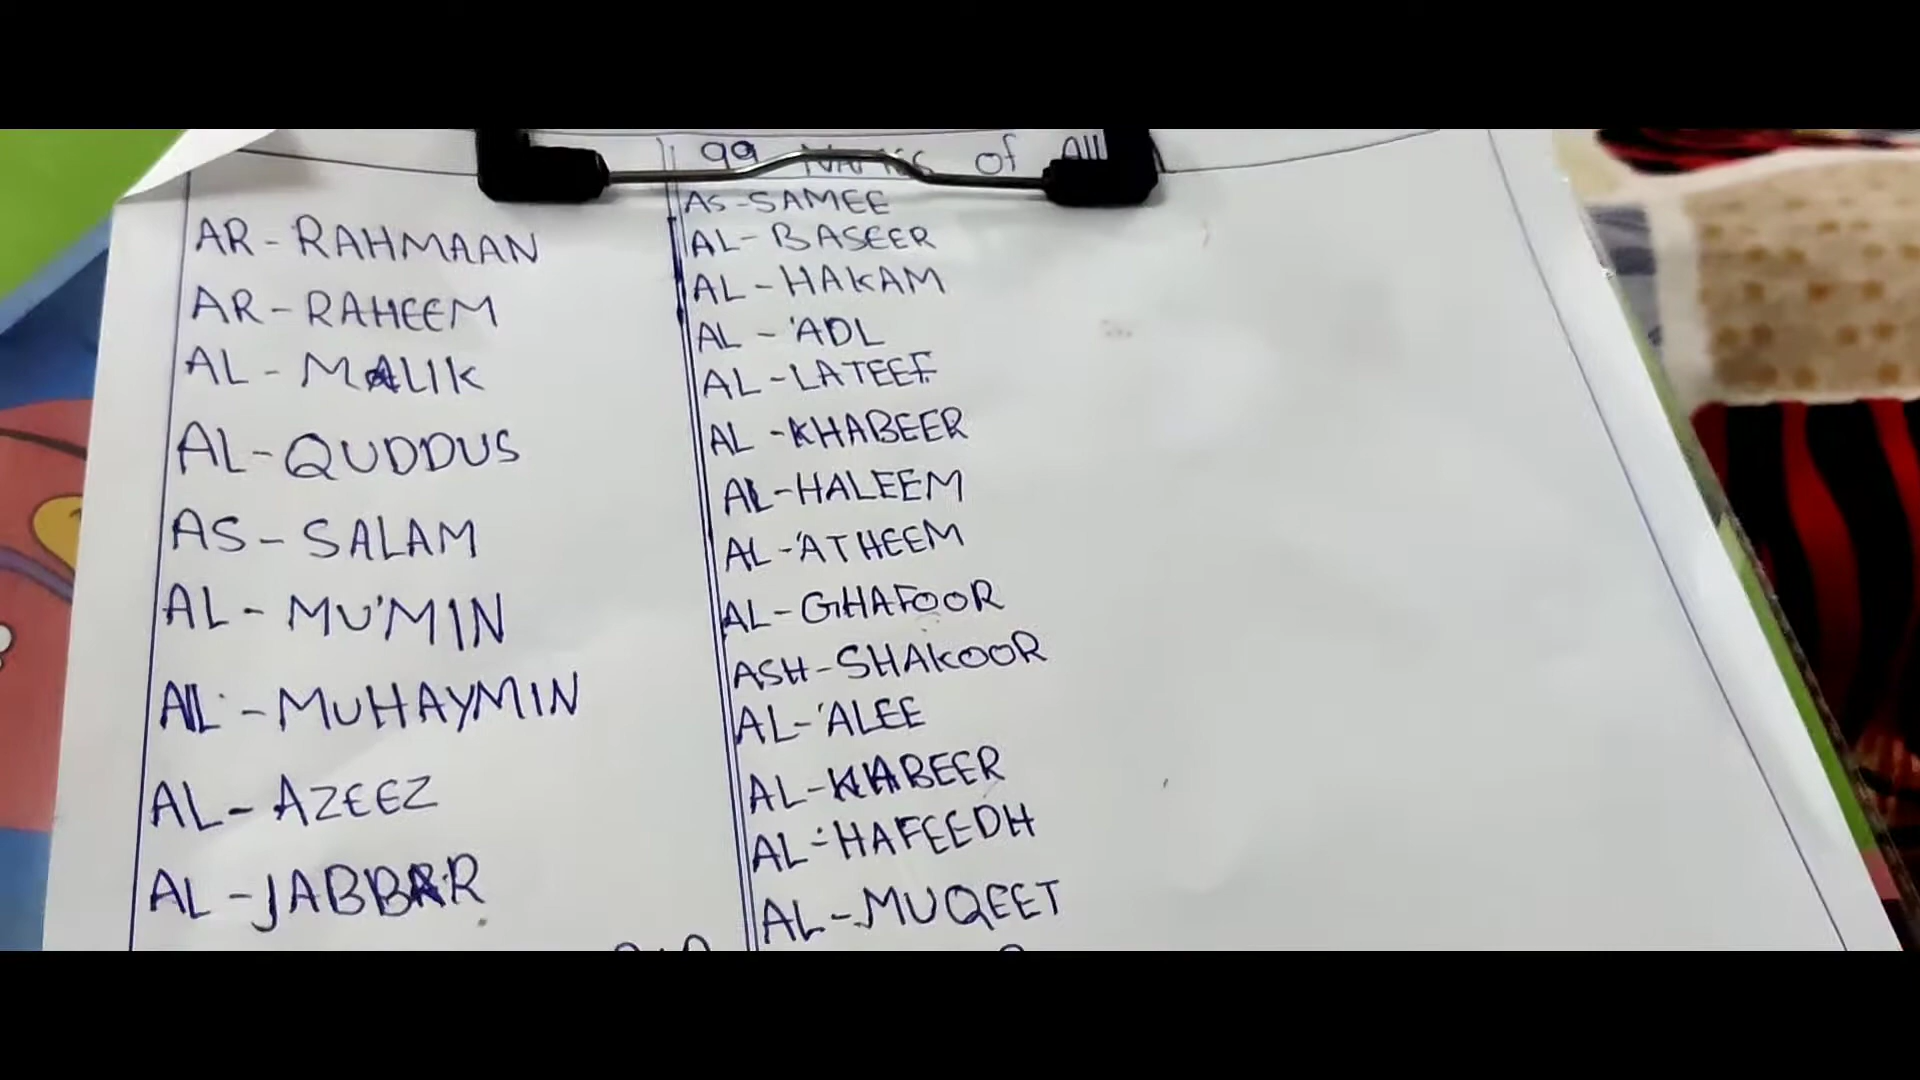 99 Names of All
AR-RAHMAAN
AR-RAHEEM
AL-MALIK
AL-QUDDUS
AS-SALAM
AL-MU'MIN
AL-MUHAYMIN
AL-AZEEZ
AL-JABBAR
AS-SAMEE
AL-BASEER
AL-HAKAM
AL-'ADL
AL-LATEEF
AL-KHABEER
AL-HALEEM
AL-'ATHEEM
AL-GHAFOOR
ASH-SHAKOOR
AL-'ALEE
AL-KABEER
AL-HAFEEDH
AL-MUQEET